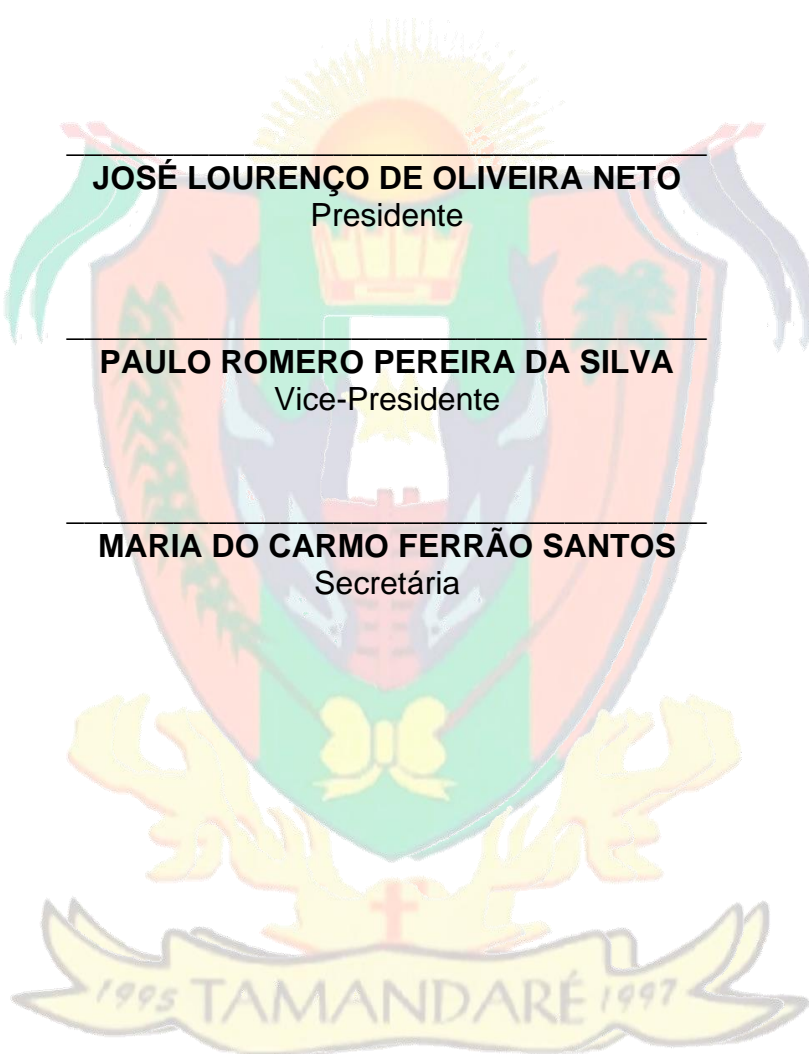 JOSÉ LOURENÇO DE OLIVEIRA NETO
Presidente
PAULO ROMERO PEREIRA DA SILVA
Vice-Presidente
MARIA DO CARMO FERRÃO SANTOS
Secretária
1995 TAMANDARÉ 1997